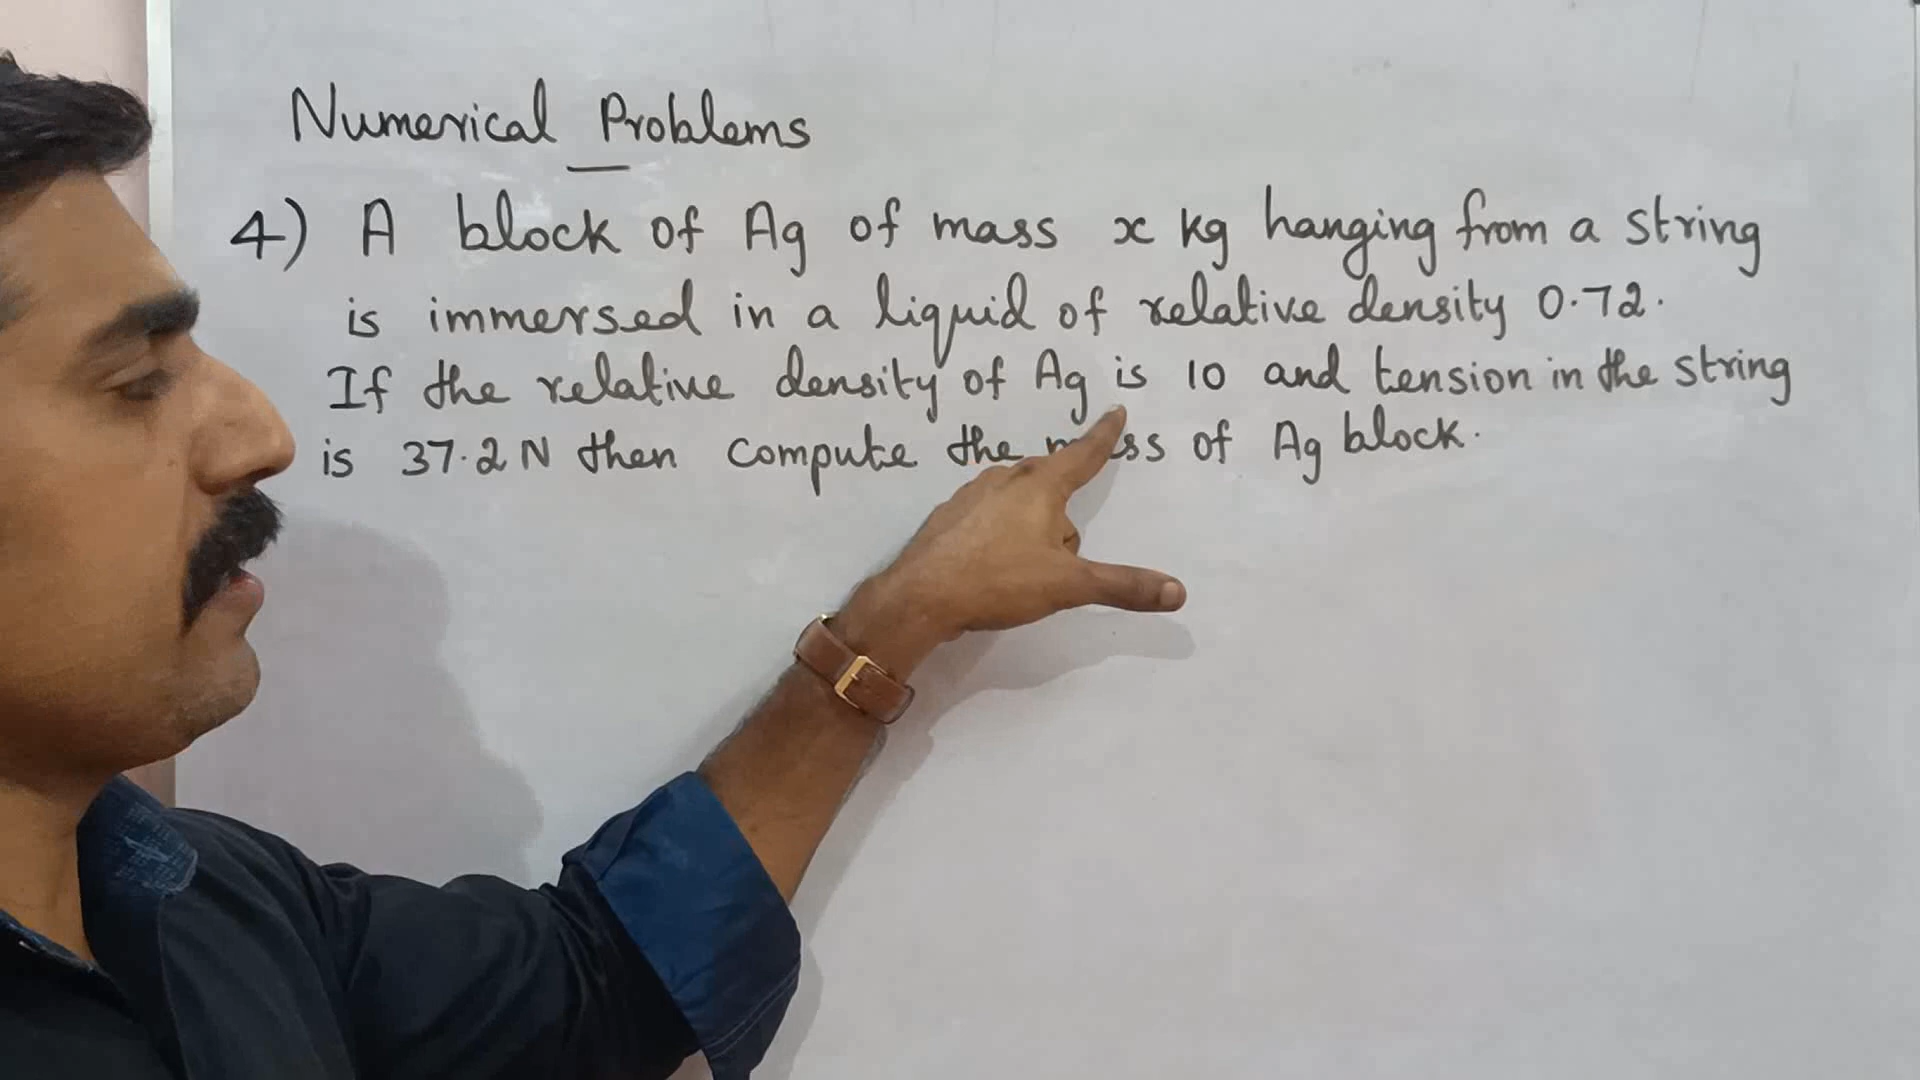 Numerical Problems
4) A block of Ag of mass x kg hanging from a string
is immersed in a liquid of relative density 0.72.
If the relative density of Ag is 10 and tension in the string
is 37.2 N then compute the mass of Ag block.